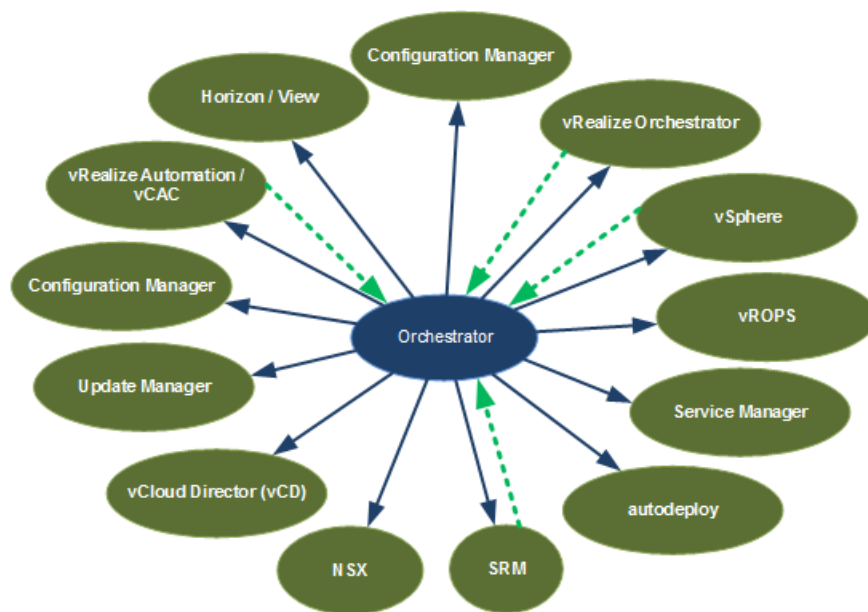 Configuration Manager
Horizon / View
vRealize Orchestrator
vRealize Automation /
vCAC
vSphere
Configuration Manager
vROPS
Orchestrator
Update Manager
Service Manager
vCloud Director (vCD)
autodeploy
NSX
SRM